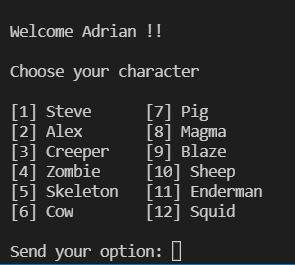 Welcome Adrian !!
Choose your character
[1] Steve [7] Pig
[2] Alex [8] Magma
[3] Creeper [9] Blaze
[4] Zombie [10] Sheep
[5] Skeleton [11] Enderman
[6] Cow [12] Squid
Send your option: